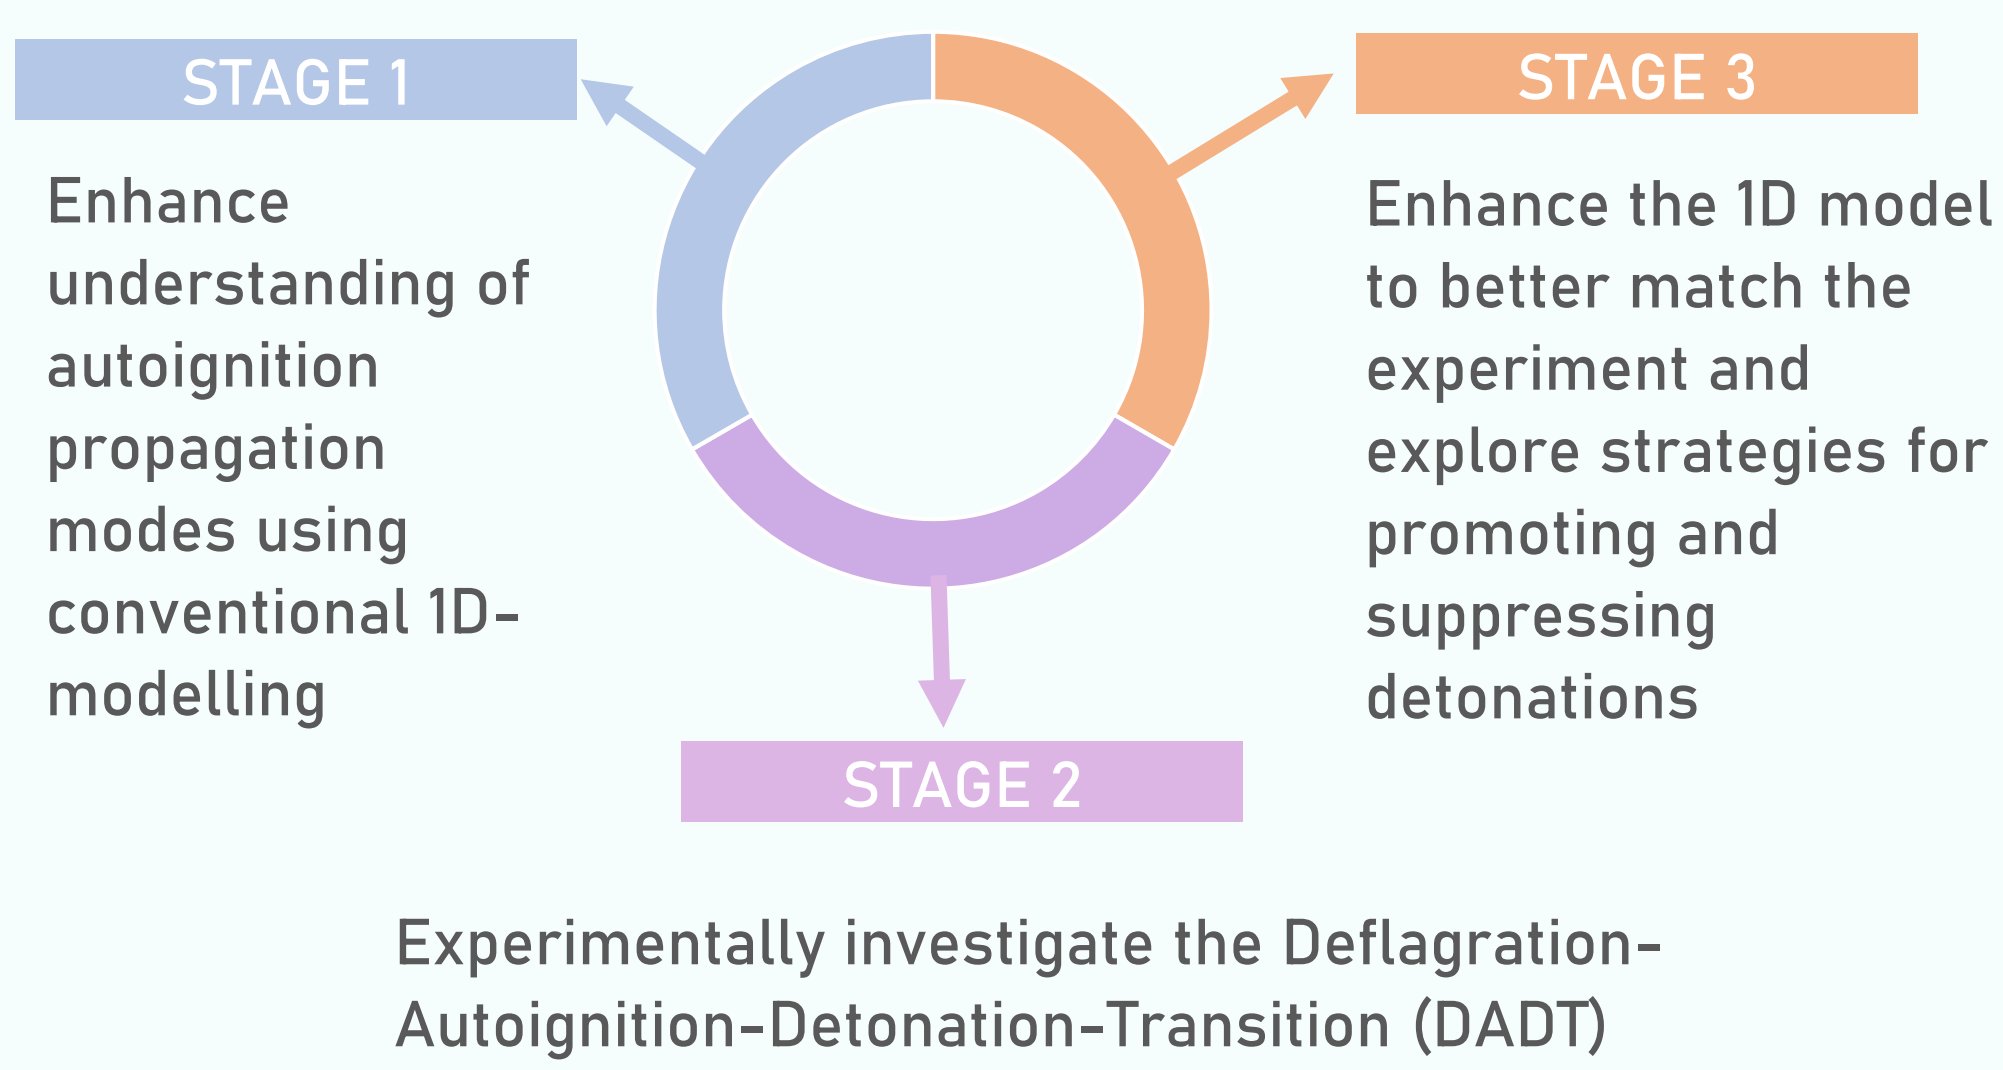 STAGE 1
Enhance
understanding of
autoignition
propagation
modes using
conventional 1D-
modelling
STAGE 2
Experimentally investigate the Deflagration-
Autoignition-Detonation-Transition (DADT)
STAGE 3
Enhance the 1D model
to better match the
experiment and
explore strategies for
promoting and
suppressing
detonations